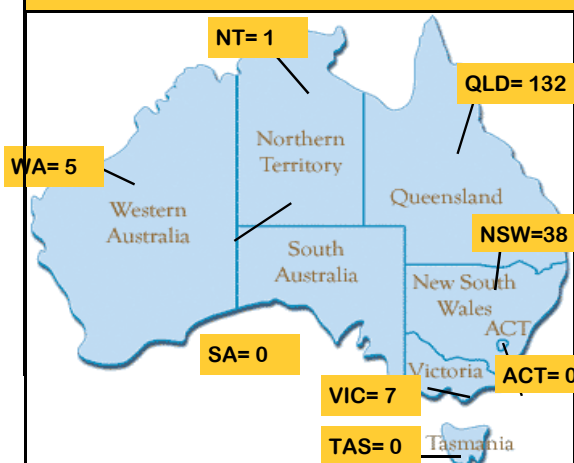 NT= 1
QLD= 132
Northern
Territory
WA= 5
Queensland
Western
Australia
NSW=38
South
Australia
New South
Wales
ACT
SA= 0
Victoria
ACT= 0
VIC= 7
TAS= 0
Tasmania